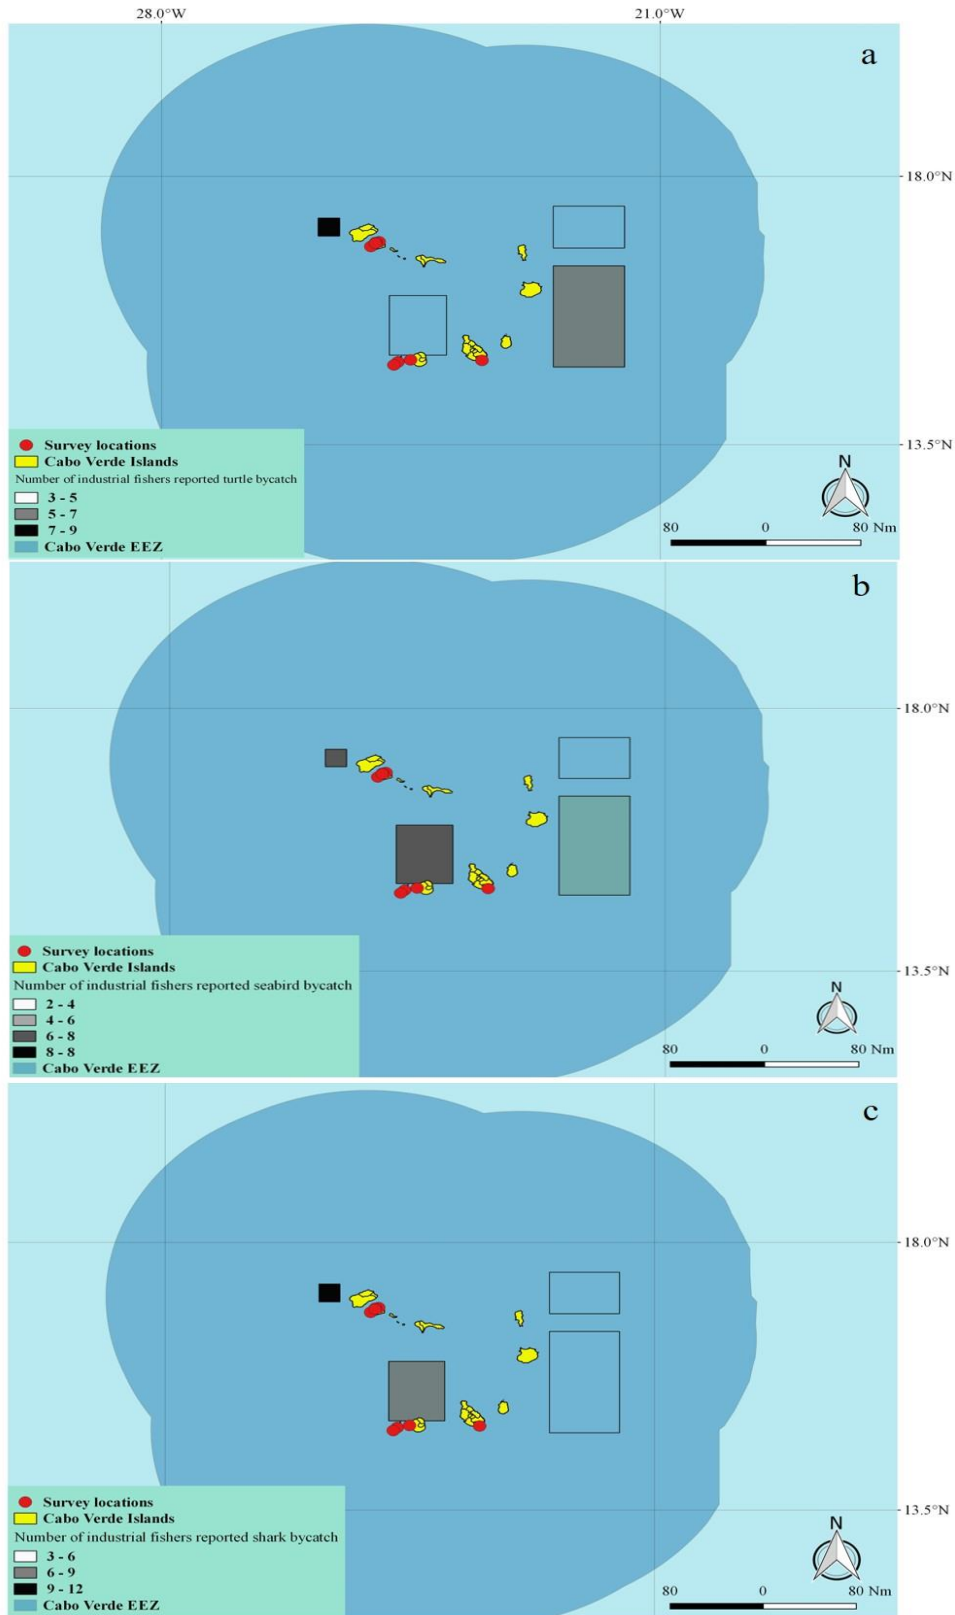 28.0°W 21.0°W
a
18.0°N
13.5°N
Survey locations
Cabo Verde Islands
Number of industrial fishers reported turtle bycatch
3 - 5
5 - 7
7 - 9
Cabo Verde EEZ
N
80 0 80 Nm
b
18.0°N
13.5°N
Survey locations
Cabo Verde Islands
Number of industrial fishers reported seabird bycatch
2 - 4
4 - 6
6 - 8
8 - 8
Cabo Verde EEZ
N
80 0 80 Nm
c
18.0°N
13.5°N
Survey locations
Cabo Verde Islands
Number of industrial fishers reported shark bycatch
3 - 6
6 - 9
9 - 12
Cabo Verde EEZ
N
80 0 80 Nm